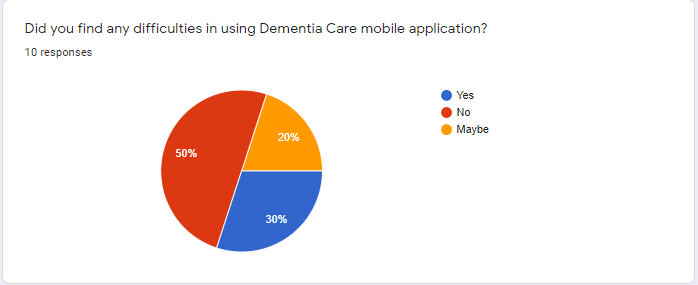 Did you find any difficulties in using Dementia Care mobile application?
10 responses
Yes
No
Maybe
20%
50%
30%